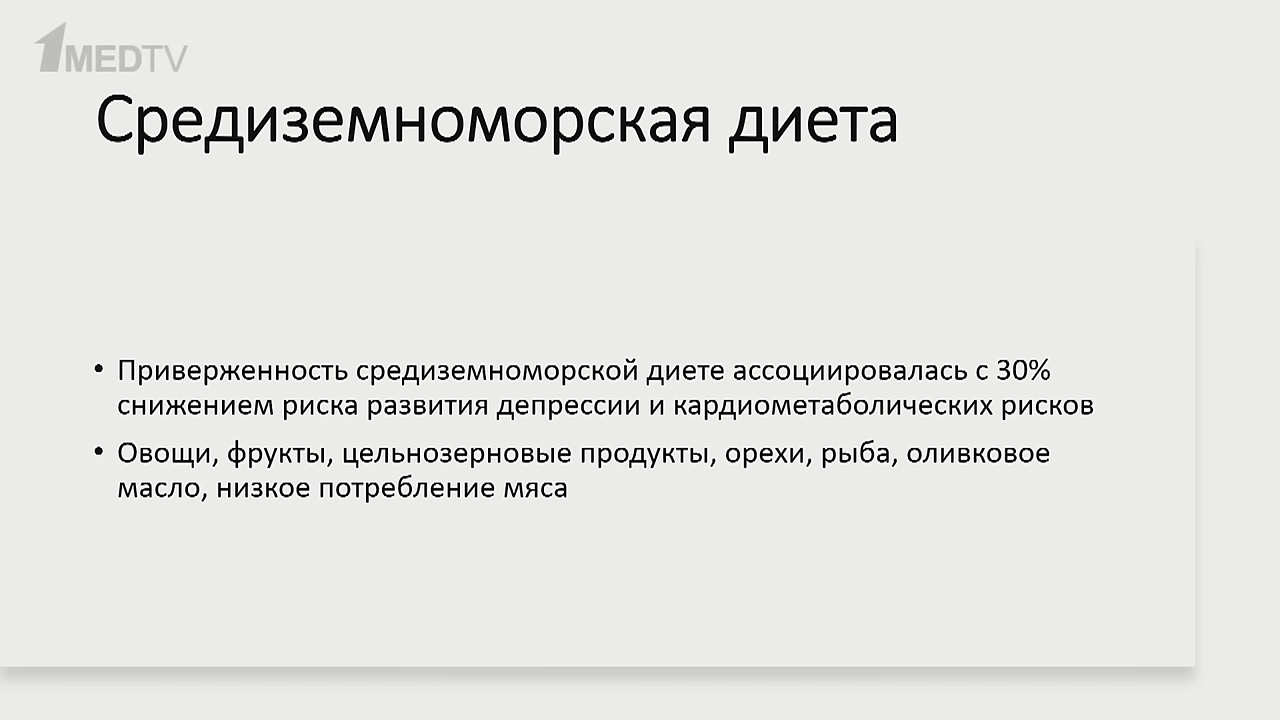 1MEDTV
Средиземноморская диета
• Приверженность средиземноморской диете ассоциировалась с 30%
снижением риска развития депрессии и кардиометаболических рисков
• Овощи, фрукты, цельнозерновые продукты, орехи, рыба, оливковое
масло, низкое потребление мяса